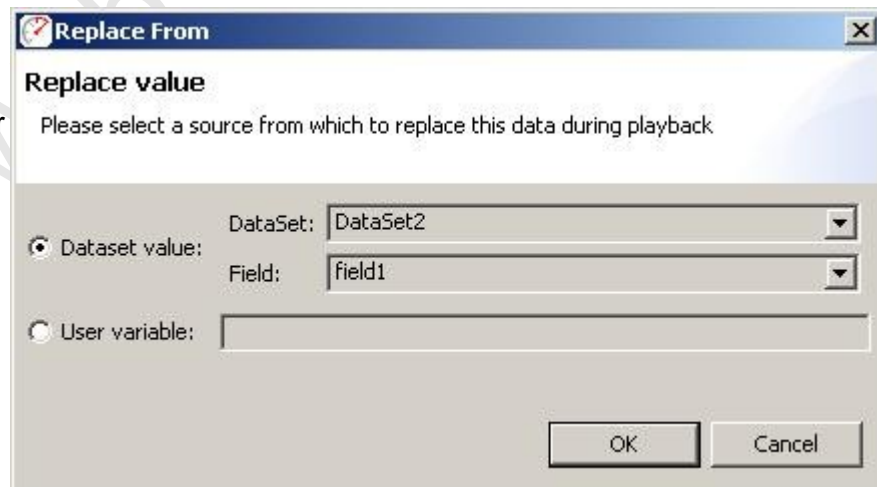 Replace From
Replace value
Please select a source from which to replace this data during playback
Dataset value:
DataSet: DataSet2
Field: field1
User variable:
OK Cancel